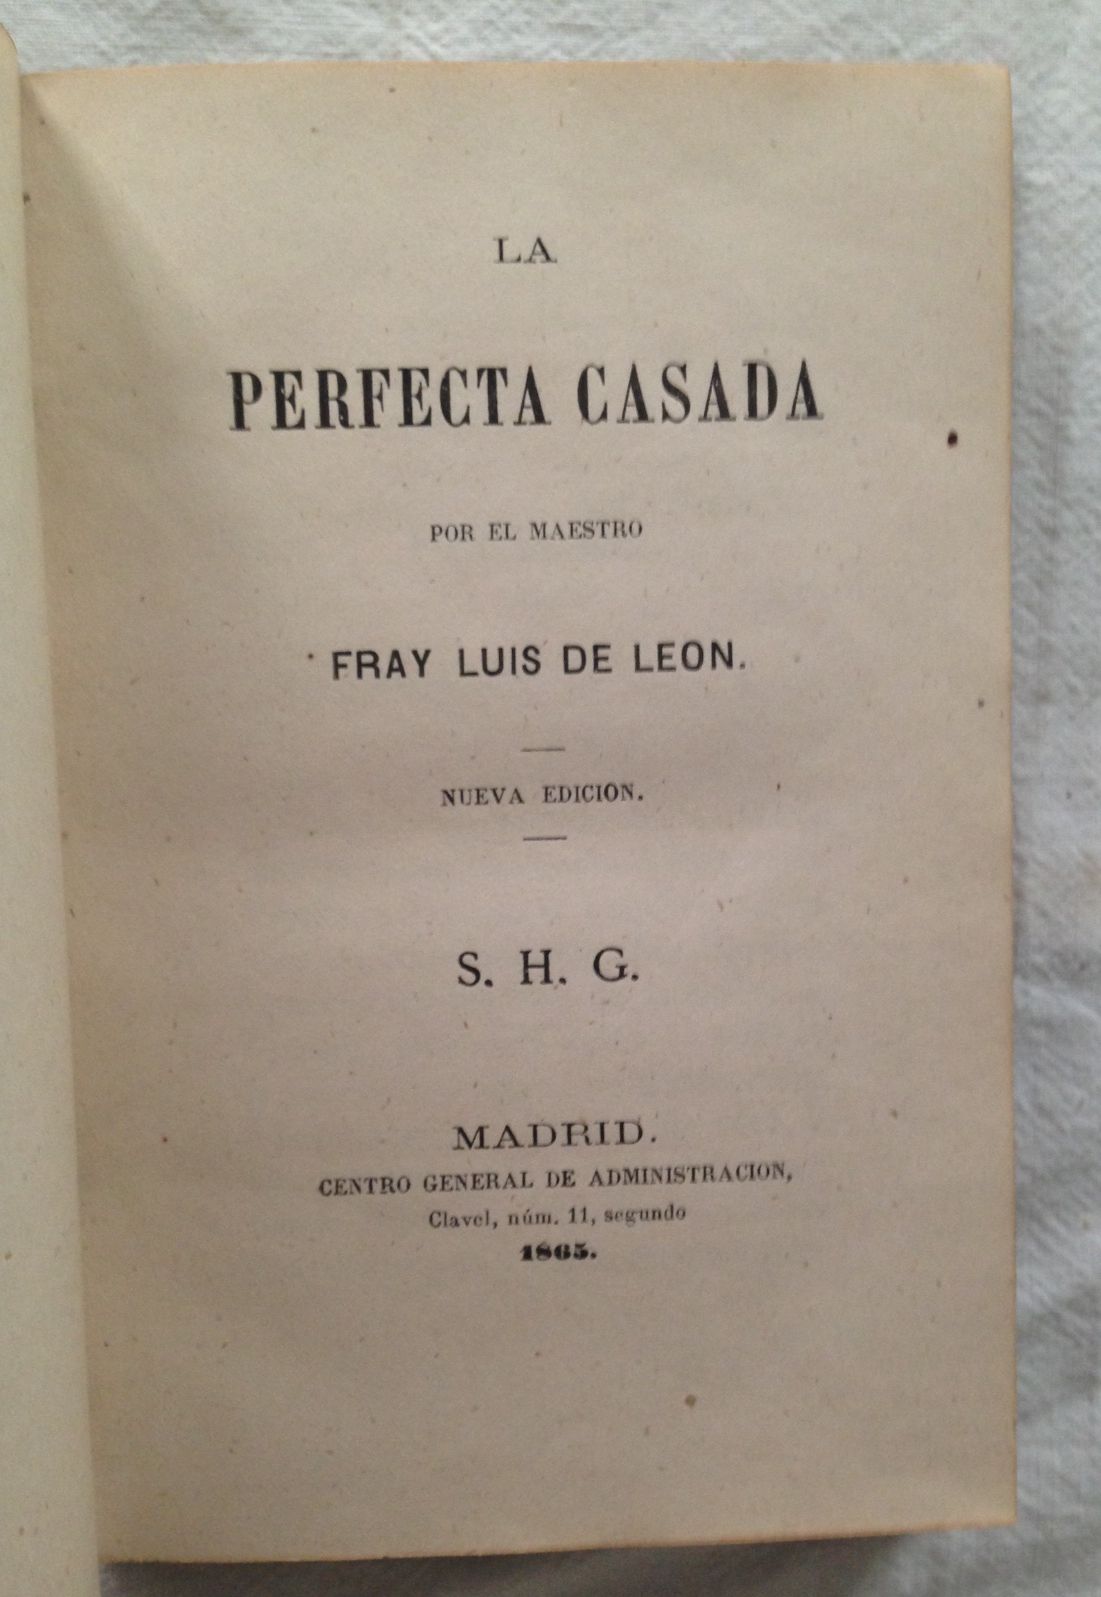 LA
PERFECTA CASADA
POR EL MAESTRO
FRAY LUIS DE LEON.
NUEVA EDICION.
S. H. G.
MADRID.
CENTRO GENERAL DE ADMINISTRACION,
Clavel, núm. 11, segundo
1865.